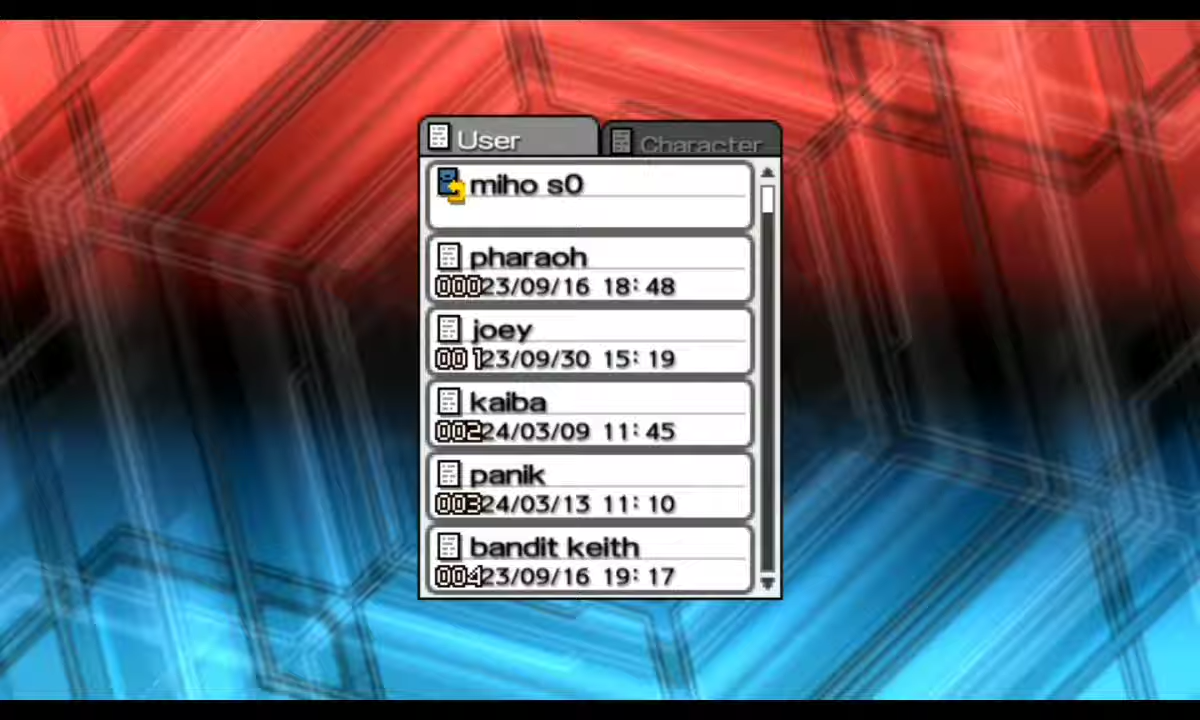 User
Character
miho s0
pharaoh
000 23/09/16 18:48
joey
001 23/09/30 15:19
kaiba
002 24/03/09 11:45
panik
003 24/03/13 11:10
bandit keith
004 23/09/16 19:17